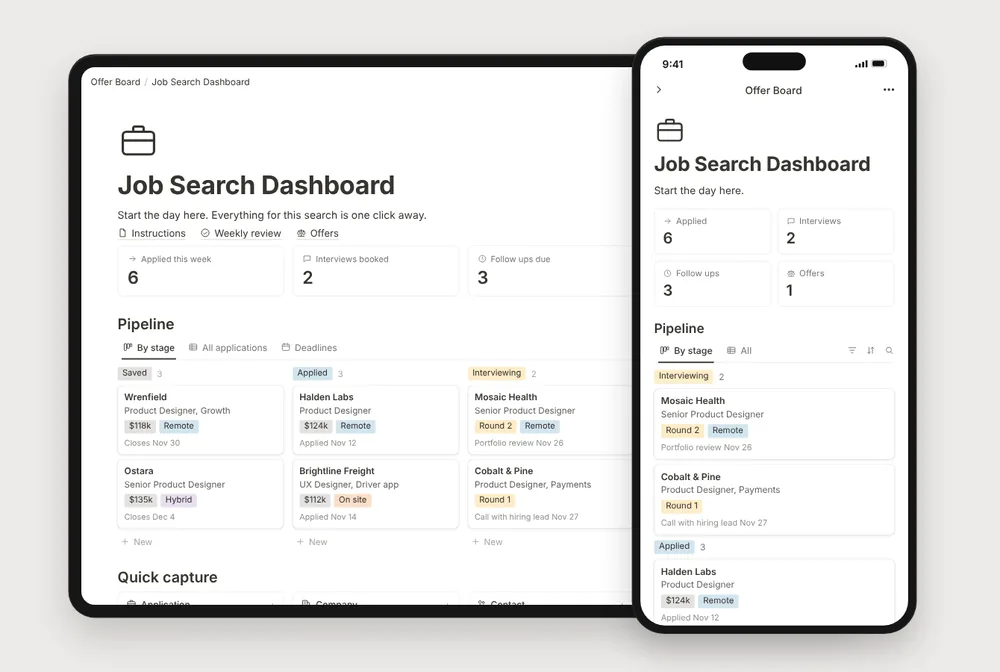 Offer Board / Job Search Dashboard
Job Search Dashboard
Start the day here. Everything for this search is one click away.
Instructions Weekly review Offers
Applied this week
6
Interviews booked
2
Follow ups due
3
Pipeline
By stage All applications Deadlines
Saved 3
Wrenfield
Product Designer, Growth
$118k Remote
Closes Nov 30
Ostara
Senior Product Designer
$135k Hybrid
Closes Dec 4
+ New
Applied 3
Halden Labs
Product Designer
$124k Remote
Applied Nov 12
Brightline Freight
UX Designer, Driver app
$112k On site
Applied Nov 14
+ New
Interviewing 2
Mosaic Health
Senior Product Designer
Round 2 Remote
Portfolio review Nov 26
Cobalt & Pine
Product Designer, Payments
Round 1
Call with hiring lead Nov 27
+ New
Quick capture
Application Company Contact
9:41
Offer Board
Job Search Dashboard
Start the day here.
Applied
6
Interviews
2
Follow ups
3
Offers
1
Pipeline
By stage All
Interviewing 2
Mosaic Health
Senior Product Designer
Round 2 Remote
Portfolio review Nov 26
Cobalt & Pine
Product Designer, Payments
Round 1
Call with hiring lead Nov 27
Applied 3
Halden Labs
Product Designer
$124k Remote
Applied Nov 12